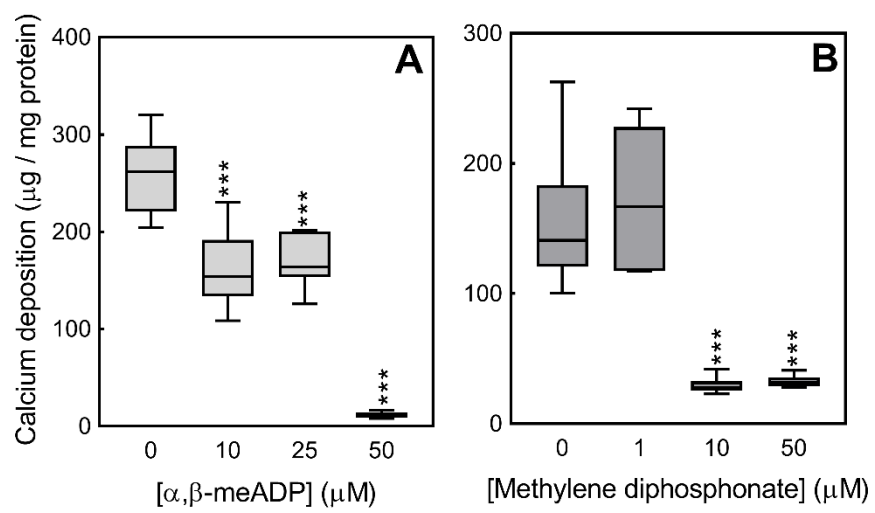 Calcium deposition (μg / mg protein)
400
300
200
100
0
A
***
***
***
0 10 25 50
[α,β-meADP] (μM)
300
200
100
0
B
***
***
0 1 10 50
[Methylene diphosphonate] (μM)